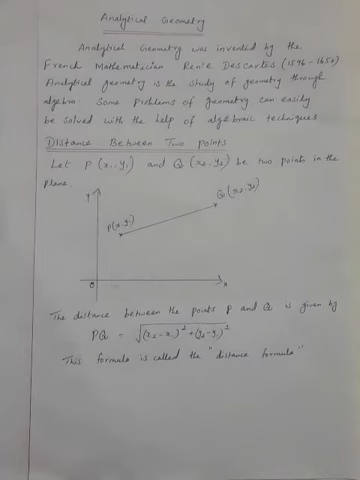 Analytical Geometry
Analytical Geometry was invented by the
French Mathematician Renie Descartes (1596-1650)
Analytical geometry is the study of geometry through
algebra Some problems of geometry can easily
be solved with the help of algebraic techniques
Distance Between Two points
Let P(x₁,y₁) and Q(x₂,y₂) be two points in the
plane.
y
Q(x₂,y₂)
P(x₁y₁)
0
x
The distance between the points P and Q is given by
PQ = √(x₂-x₁)²+(y₂-y₁)²
This formula is called the "distance formula"